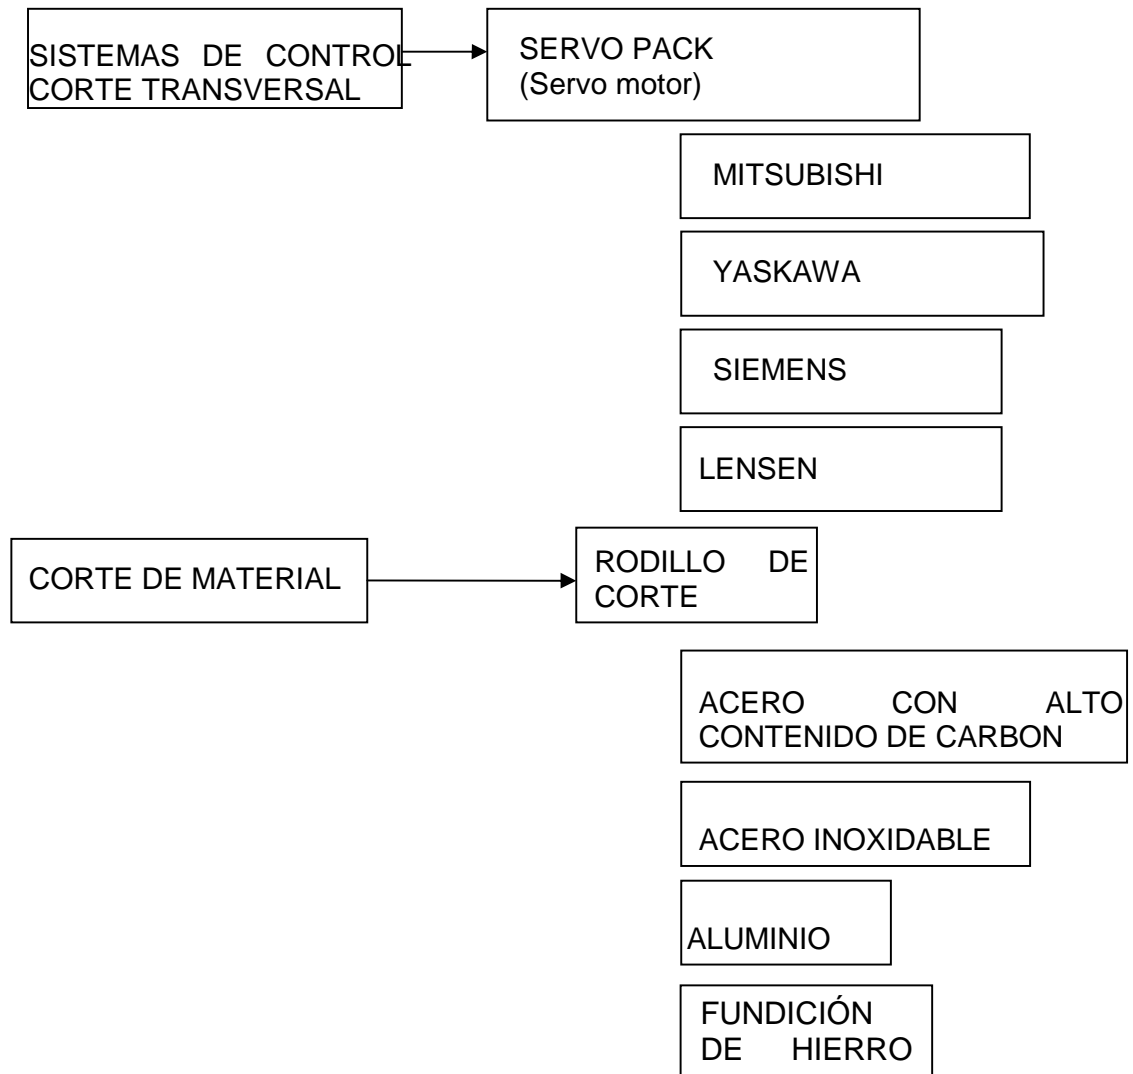 SISTEMAS DE CONTROL
CORTE TRANSVERSAL
SERVO PACK
(Servo motor)
MITSUBISHI
YASKAWA
SIEMENS
LENSEN
CORTE DE MATERIAL
RODILLO DE
CORTE
ACERO CON ALTO
CONTENIDO DE CARBON
ACERO INOXIDABLE
ALUMINIO
FUNDICIÓN
DE HIERRO